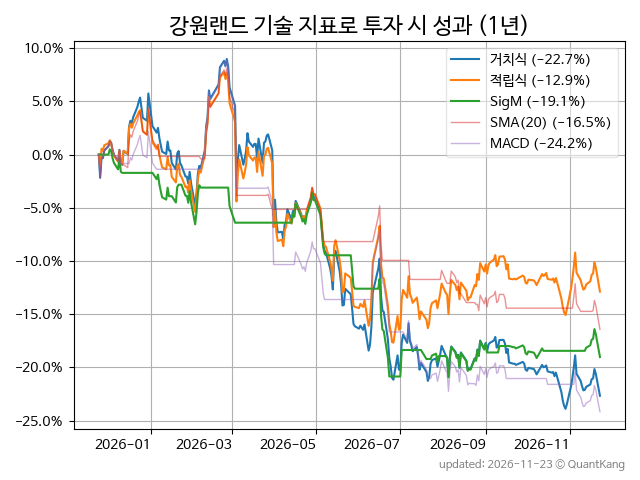 강원랜드 기술 지표로 투자 시 성과 (1년)
10.0%
5.0%
0.0%
−5.0%
−10.0%
−15.0%
−20.0%
−25.0%
거치식 (−22.7%)
적립식 (−12.9%)
SigM (−19.1%)
SMA(20) (−16.5%)
MACD (−24.2%)
2026−01 2026−03 2026−05 2026−07 2026−09 2026−11
updated: 2026-11-23 © QuantKang